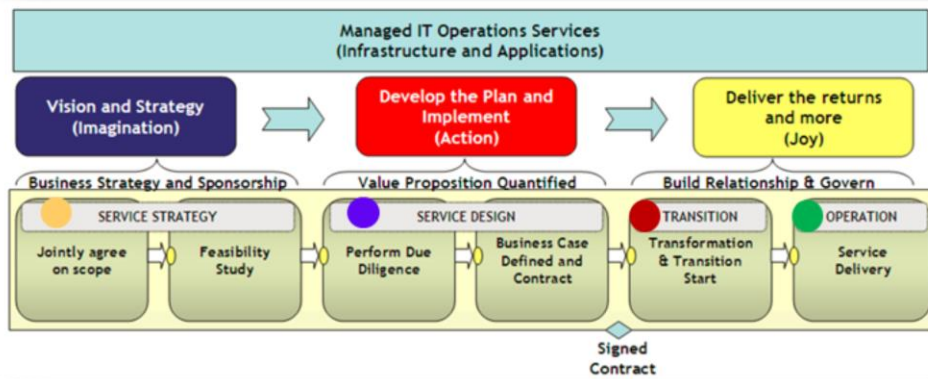 Managed IT Operations Services
(Infrastructure and Applications)
Vision and Strategy
(Imagination)
Develop the Plan and
Implement
(Action)
Deliver the returns
and more
(Joy)
Business Strategy and Sponsorship
Value Proposition Quantified
Build Relationship & Govern
SERVICE STRATEGY
SERVICE DESIGN
TRANSITION
OPERATION
Jointly agree
on scope
Feasibility
Study
Perform Due
Diligence
Business Case
Defined and
Contract
Transformation
& Transition
Start
Service
Delivery
Signed
Contract